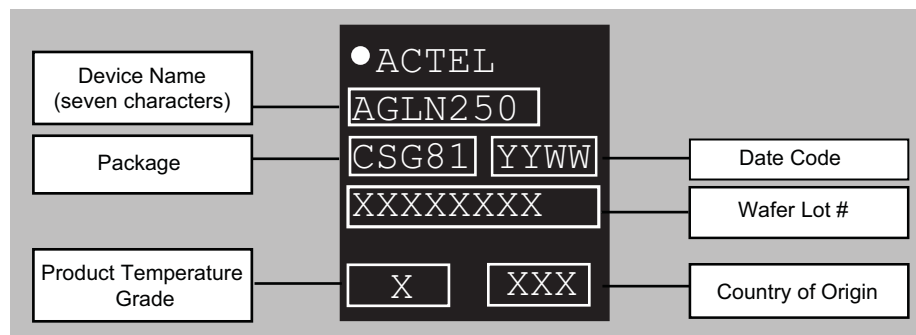 ACTEL
Device Name
(seven characters)
AGLN250
Package
CSG81 YYWW
Date Code
XXXXXXXX
Wafer Lot #
Product Temperature
Grade
X XXX
Country of Origin